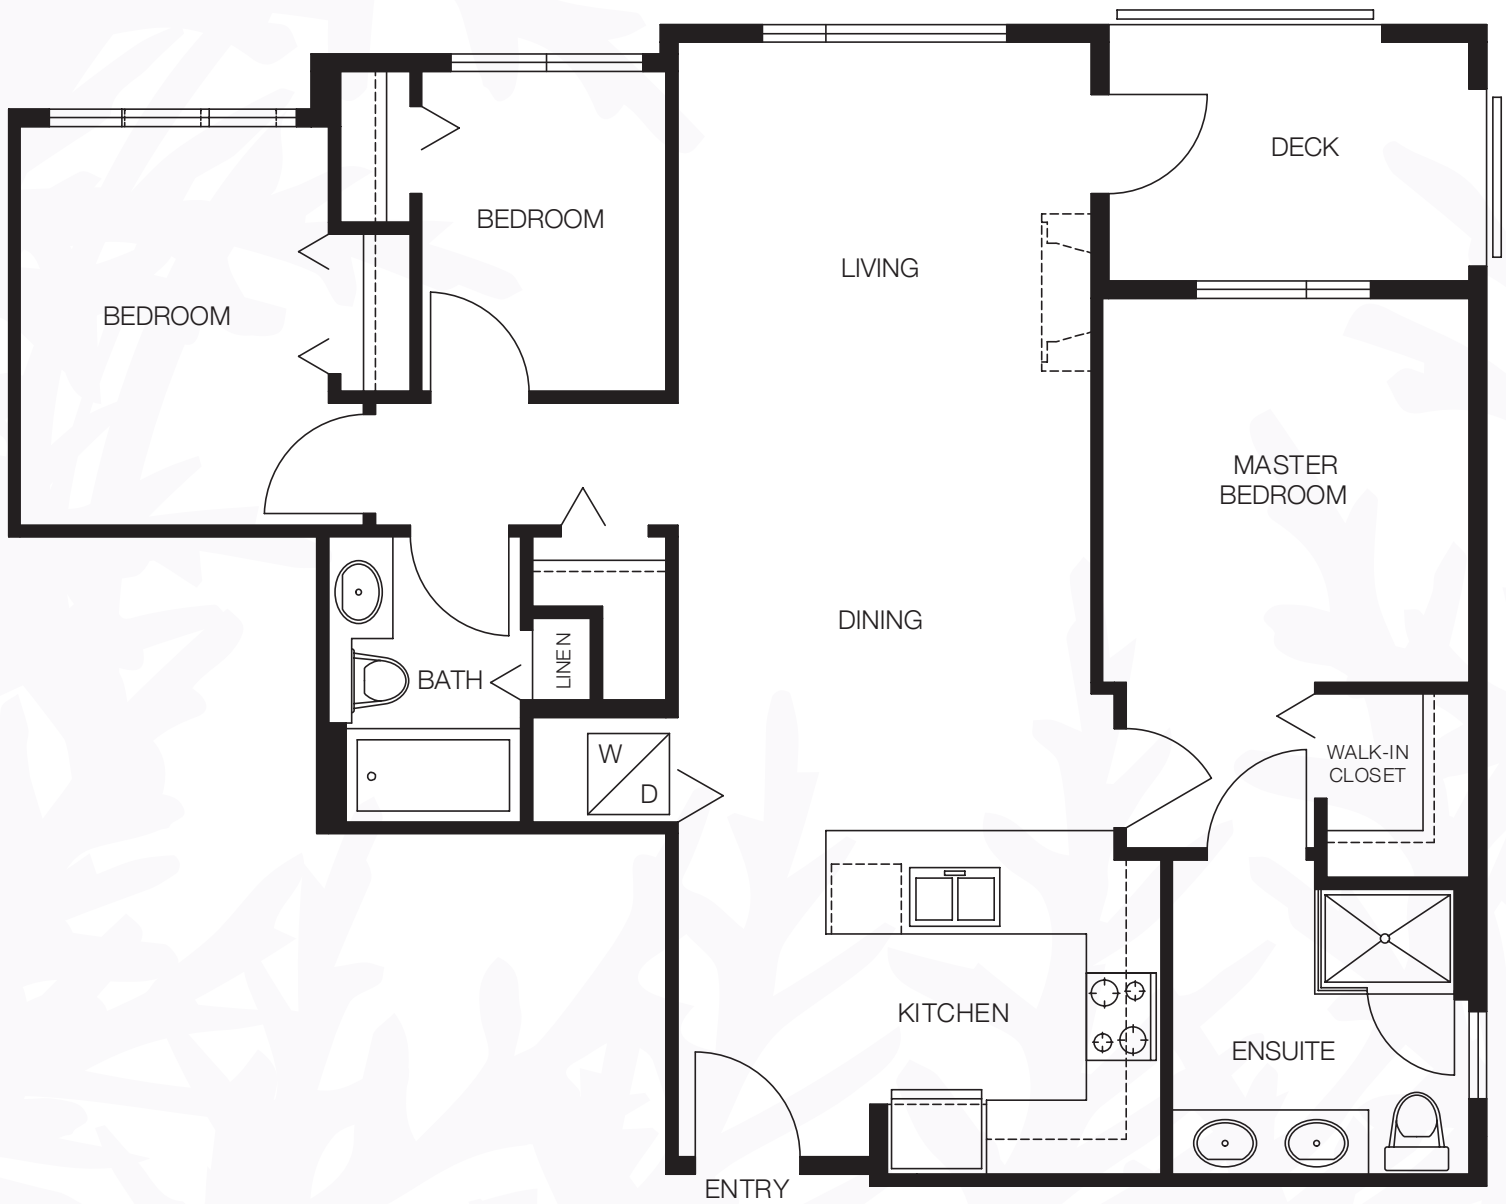 DECK
BEDROOM
LIVING
BEDROOM
MASTER
BEDROOM
DINING
LINEN
BATH
W
D
WALK-IN
CLOSET
KITCHEN
ENSUITE
ENTRY